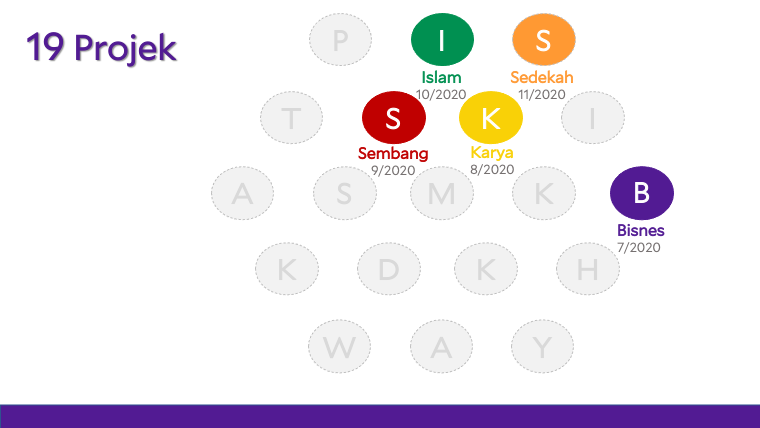 19 Projek
P I S
Islam Sedekah
10/2020 11/2020
T S K I
Sembang Karya
9/2020 8/2020
A S M K B
Bisnes
7/2020
K D K H
W A Y